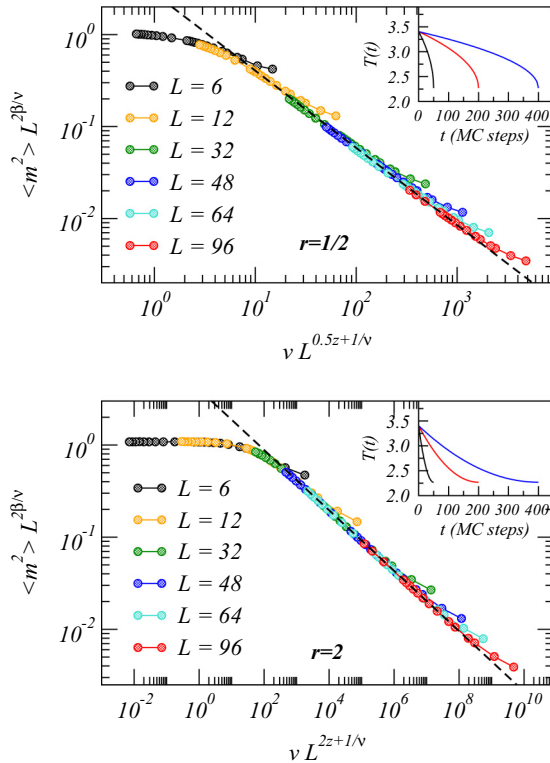 10^0
10^-1
10^-2
<m^2> L^{2β/ν}
L = 6
L = 12
L = 32
L = 48
L = 64
L = 96
r=1/2
3.5
3.0
2.5
2.0
T(t)
0 100 200 300 400
t (MC steps)
10^0 10^1 10^2 10^3
v L^{0.5z+1/ν}
10^0
10^-1
10^-2
<m^2> L^{2β/ν}
L = 6
L = 12
L = 32
L = 48
L = 64
L = 96
r=2
3.5
3.0
2.5
2.0
T(t)
0 100 200 300 400
t (MC steps)
10^-2 10^0 10^2 10^4 10^6 10^8 10^10
v L^{2z+1/ν}